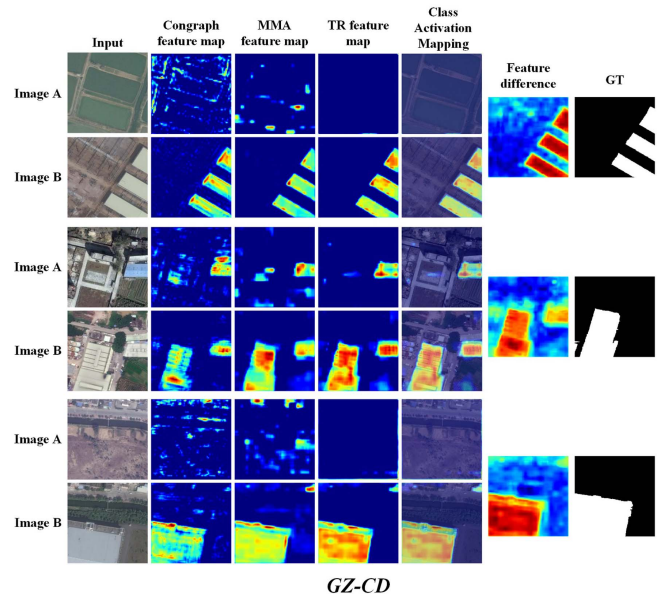 Input
Congraph
feature map
MMA
feature map
TR feature
map
Class
Activation
Mapping
Feature
difference
GT
Image A
Image B
Image A
Image B
Image A
Image B
GZ-CD